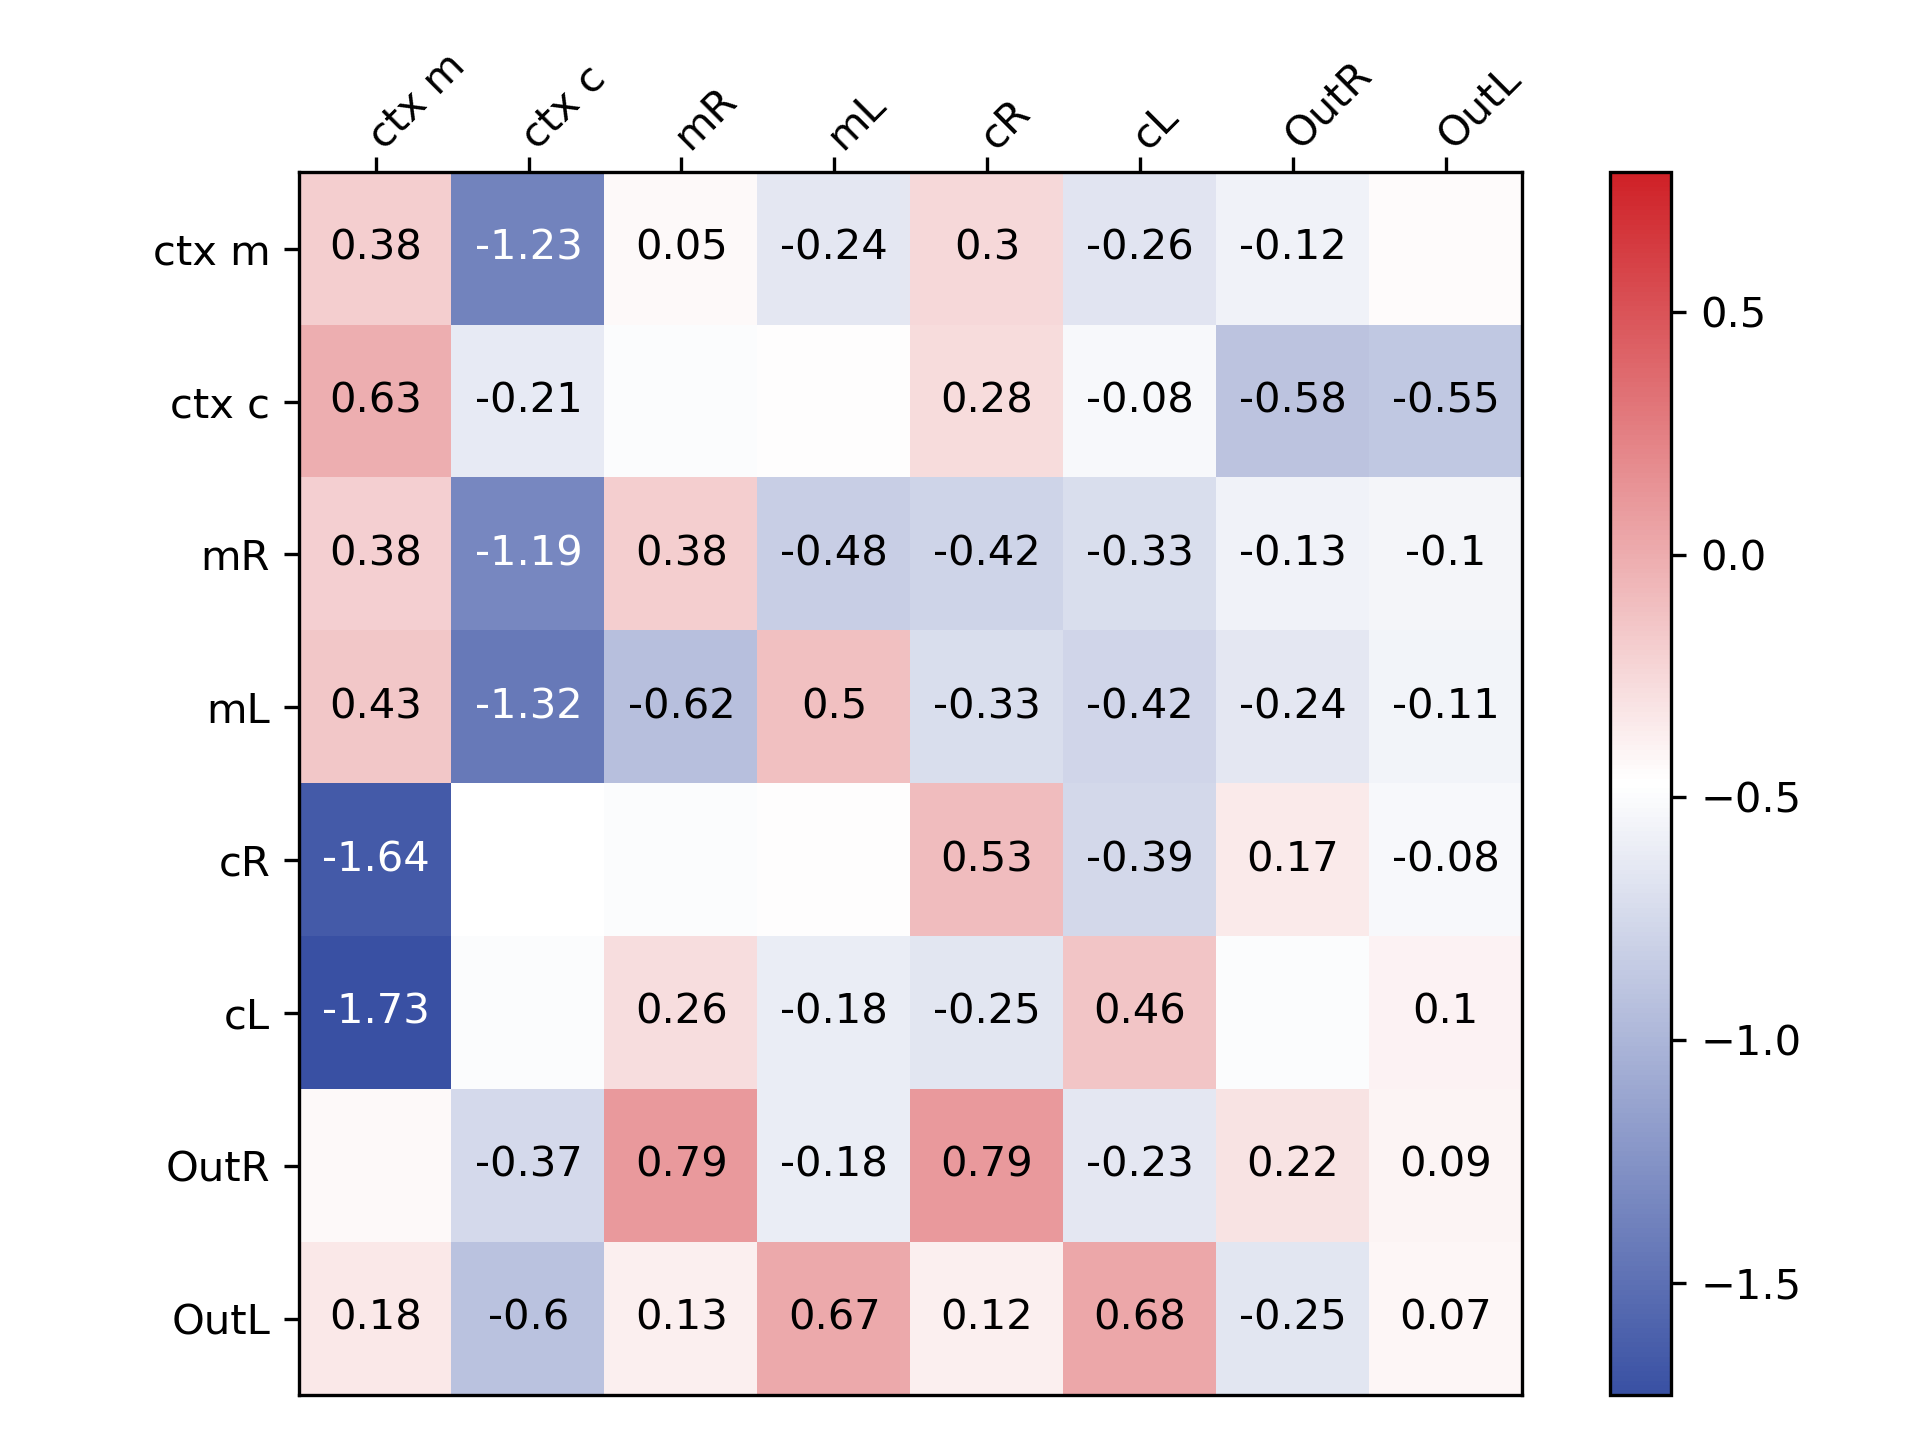 ctx m ctx c mR mL cR cL OutR OutL
ctx m 0.38 -1.23 0.05 -0.24 0.3 -0.26 -0.12
ctx c 0.63 -0.21 0.28 -0.08 -0.58 -0.55
mR 0.38 -1.19 0.38 -0.48 -0.42 -0.33 -0.13 -0.1
mL 0.43 -1.32 -0.62 0.5 -0.33 -0.42 -0.24 -0.11
cR -1.64 0.53 -0.39 0.17 -0.08
cL -1.73 0.26 -0.18 -0.25 0.46 0.1
OutR -0.37 0.79 -0.18 0.79 -0.23 0.22 0.09
OutL 0.18 -0.6 0.13 0.67 0.12 0.68 -0.25 0.07
0.5
0.0
−0.5
−1.0
−1.5